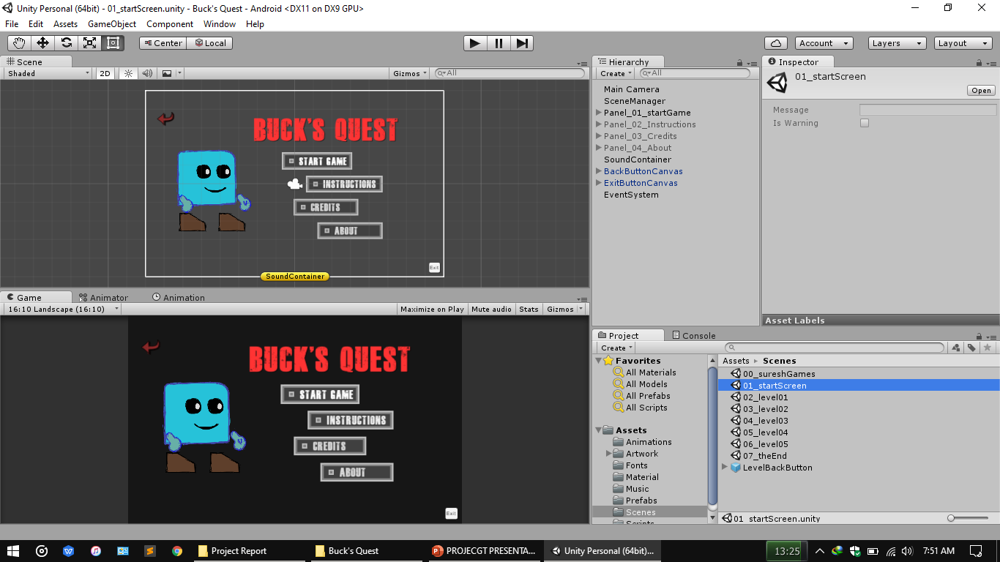 Unity Personal (64bit) - 01_startScreen.unity - Buck's Quest - Android <DX11 on DX9 GPU>
File Edit Assets GameObject Component Window Help
Center Local Account Layers Layout
Scene
Shaded 2D Gizmos All
BUCK'S QUEST
START GAME
INSTRUCTIONS
CREDITS
ABOUT
Exit
SoundContainer
Game Animator Animation
16:10 Landscape (16:10) Maximize on Play Mute audio Stats Gizmos
BUCK'S QUEST
START GAME
INSTRUCTIONS
CREDITS
ABOUT
Exit
Hierarchy
Create All
Main Camera
SceneManager
Panel_01_startGame
Panel_02_Instructions
Panel_03_Credits
Panel_04_About
SoundContainer
BackButtonCanvas
ExitButtonCanvas
EventSystem
Inspector
01_startScreen
Open
Message
Is Warning
Asset Labels
Project Console
Create
Favorites
All Materials
All Models
All Prefabs
All Scripts
Assets
Animations
Artwork
Fonts
Material
Music
Prefabs
Scenes
Scripts
Assets Scenes
00_sureshGames
01_startScreen
02_level01
03_level02
04_level03
05_level04
06_level05
07_theEnd
LevelBackButton
01_startScreen.unity
Project Report Buck's Quest PROJECGT PRESENTA... Unity Personal (64bit)... 13:25 7:51 AM